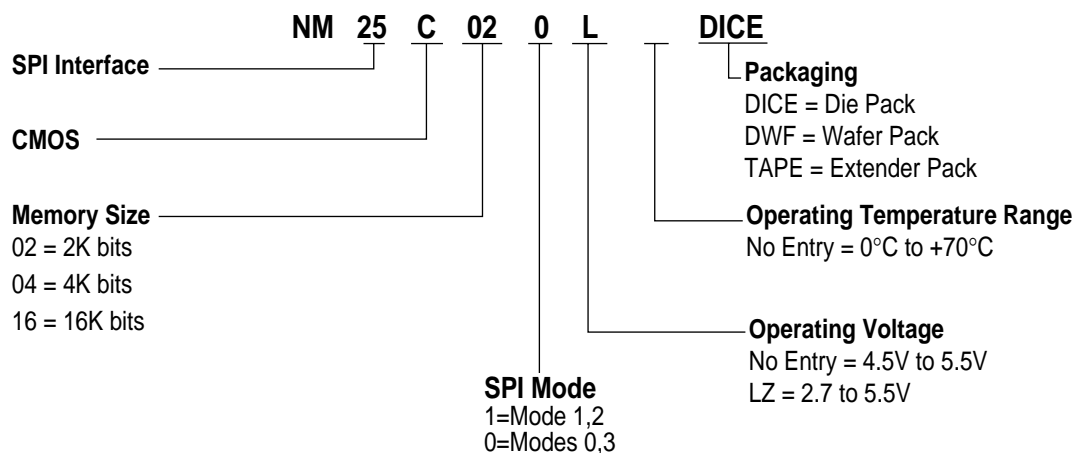 NM 25 C 02 0 L DICE
SPI Interface
CMOS
Memory Size
02 = 2K bits
04 = 4K bits
16 = 16K bits
SPI Mode
1=Mode 1,2
0=Modes 0,3
Packaging
DICE = Die Pack
DWF = Wafer Pack
TAPE = Extender Pack
Operating Temperature Range
No Entry = 0°C to +70°C
Operating Voltage
No Entry = 4.5V to 5.5V
LZ = 2.7 to 5.5V